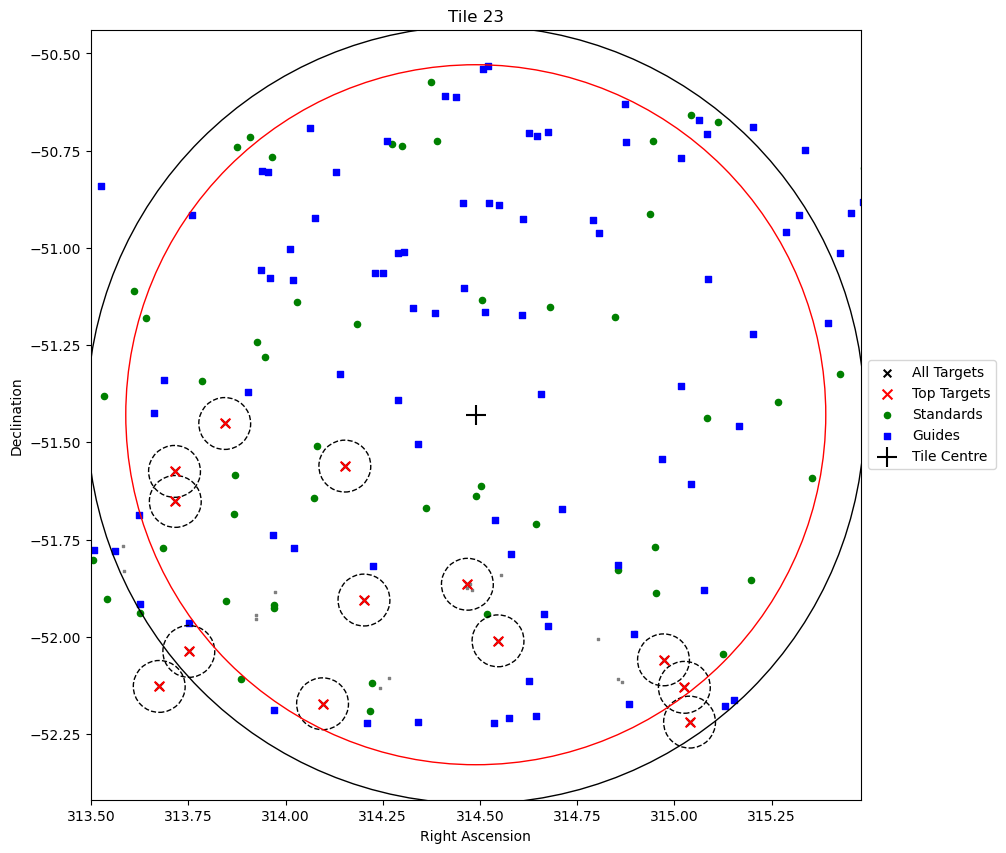 Tile 23
−50.50
−50.75
−51.00
−51.25
−51.50
−51.75
−52.00
−52.25
Declination
313.50 313.75 314.00 314.25 314.50 314.75 315.00 315.25
Right Ascension
All Targets
Top Targets
Standards
Guides
Tile Centre